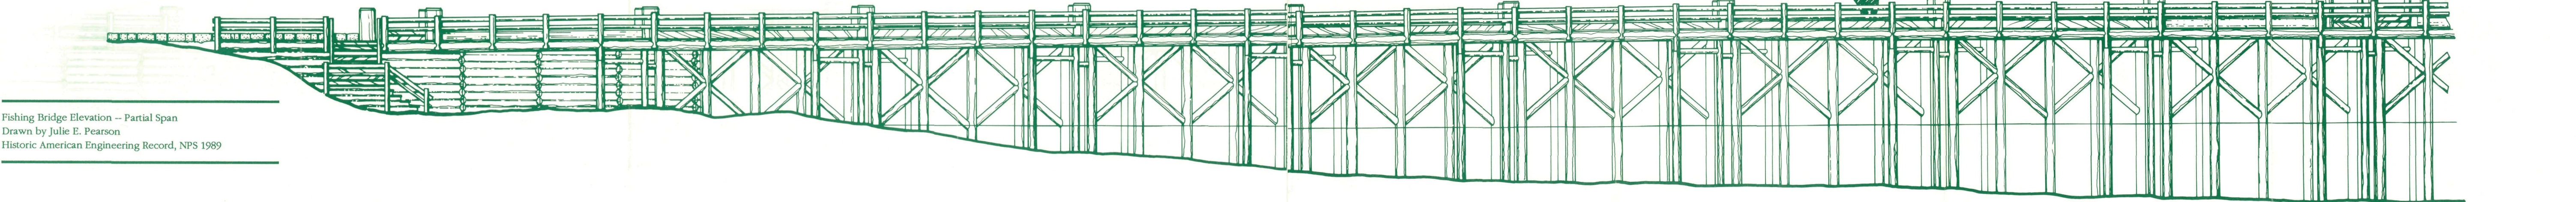 Fishing Bridge Elevation -- Partial Span
Drawn by Julie E. Pearson
Historic American Engineering Record, NPS 1989